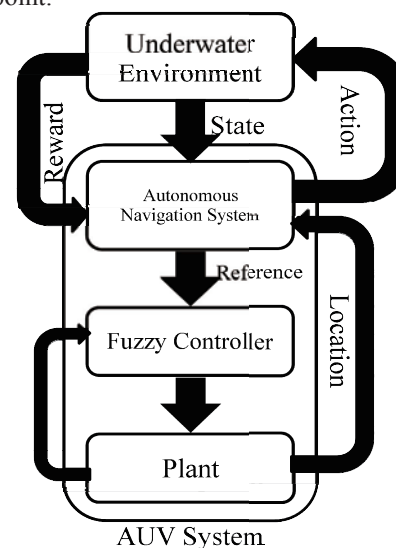 point.
Underwater
Environment
Reward
State
Action
Autonomous
Navigation System
Reference
Location
Fuzzy Controller
Plant
AUV System